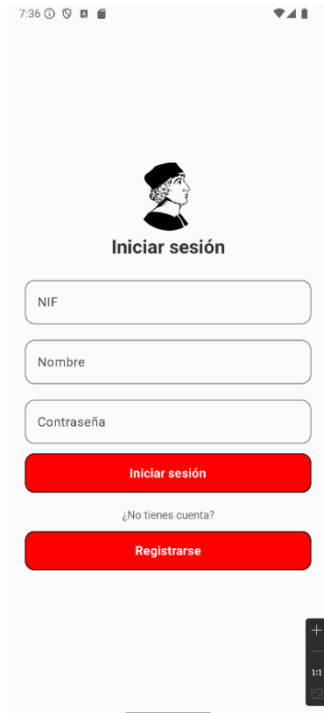 7:36
Iniciar sesión
NIF
Nombre
Contraseña
Iniciar sesión
¿No tienes cuenta?
Registrarse
1:1